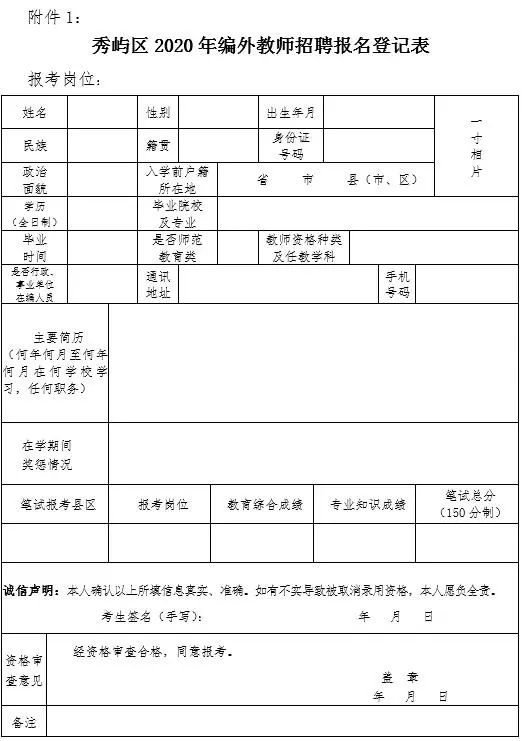 附件1：
秀屿区2020年编外教师招聘报名登记表
报考岗位：
姓名 性别 出生年月 一寸相片
民族 籍贯 身份证号码
政治面貌 入学前户籍所在地 省 市 县（市、区）
学历（全日制） 毕业院校及专业
毕业时间 是否师范教育类 教师资格种类及任教学科
是否行政、事业单位在编人员 通讯地址 手机号码
主要简历
（何年何月至何年
何月在何学校学
习，任何职务）
在学期间
奖惩情况
笔试报考县区 报考岗位 教育综合成绩 专业知识成绩 笔试总分（150分制）
诚信声明：本人确认以上所填信息真实、准确。如有不实导致被取消录用资格，本人愿负全责。
考生签名（手写）： 年 月 日
资格审查意见 经资格审查合格，同意报考。
盖 章
年 月 日
备注